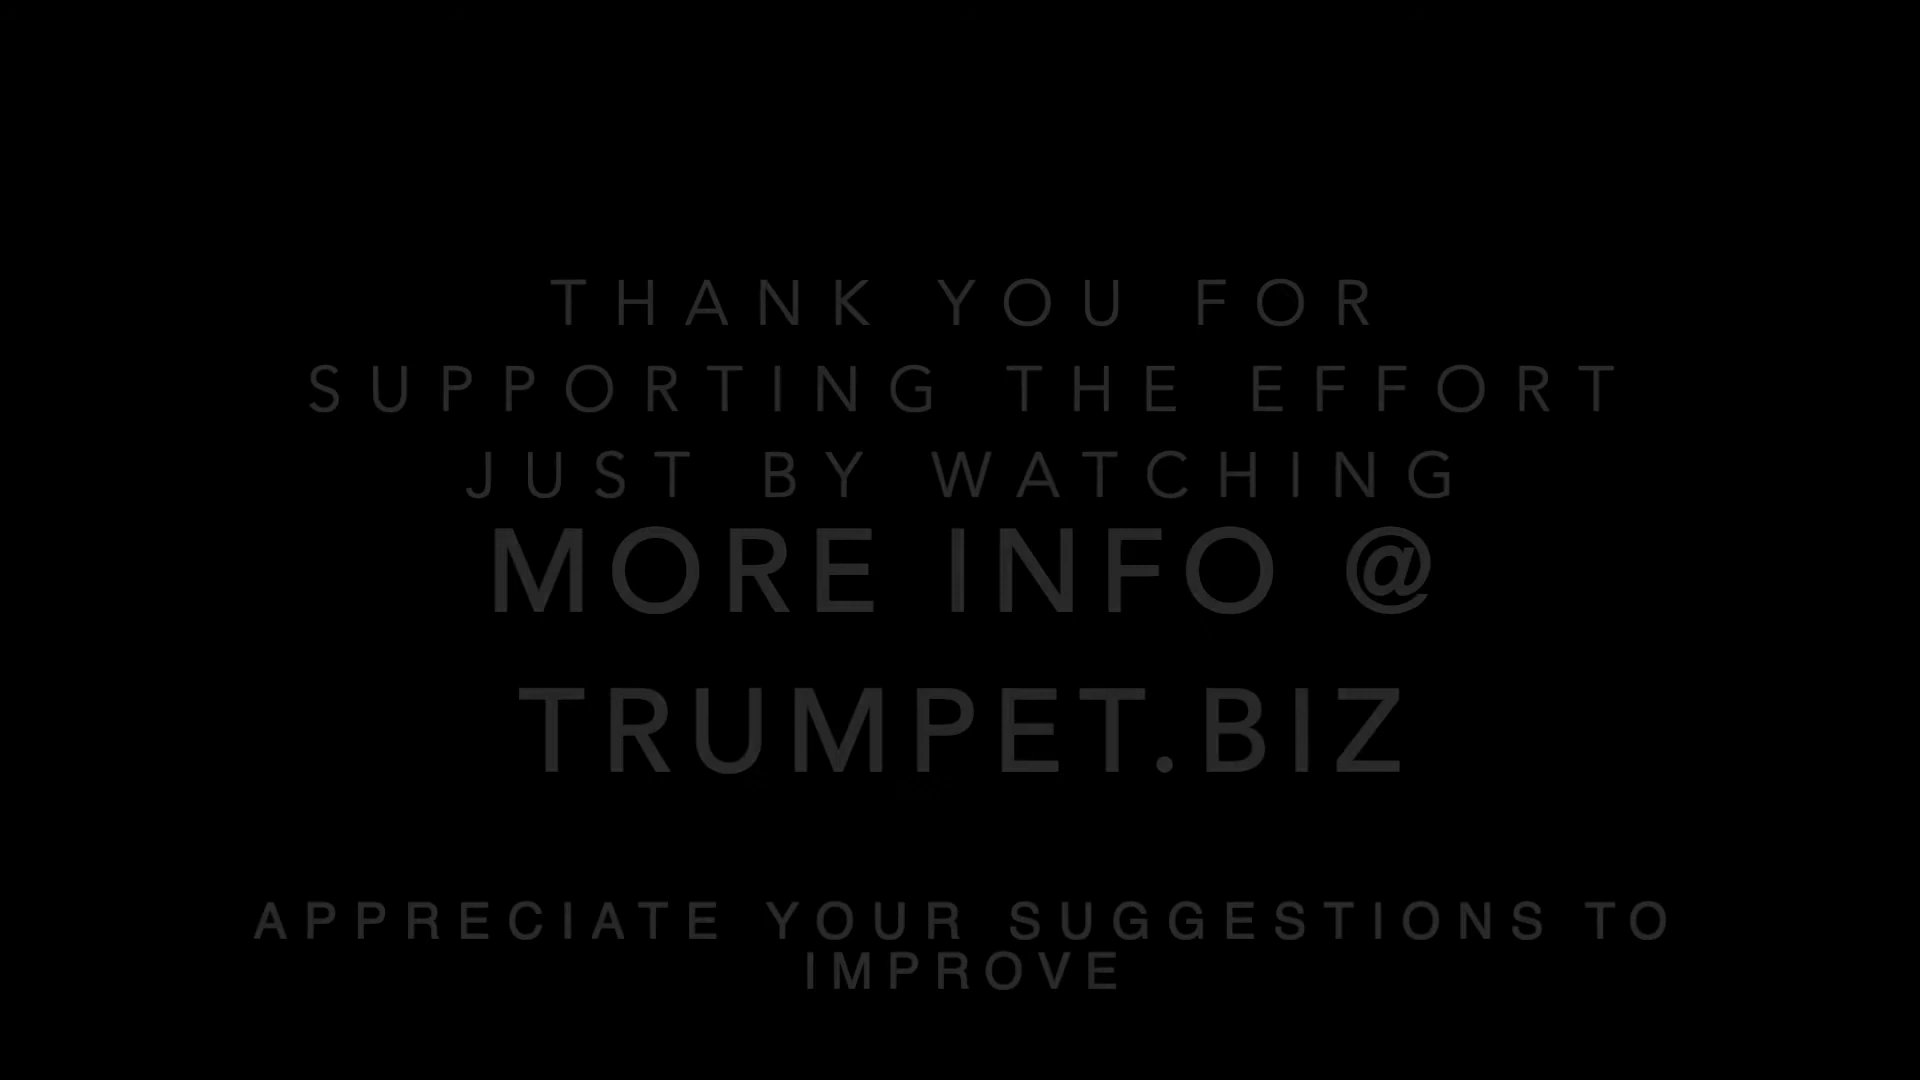 THANK YOU FOR
SUPPORTING THE EFFORT
JUST BY WATCHING
MORE INFO @
TRUMPET.BIZ
APPRECIATE YOUR SUGGESTIONS TO
IMPROVE